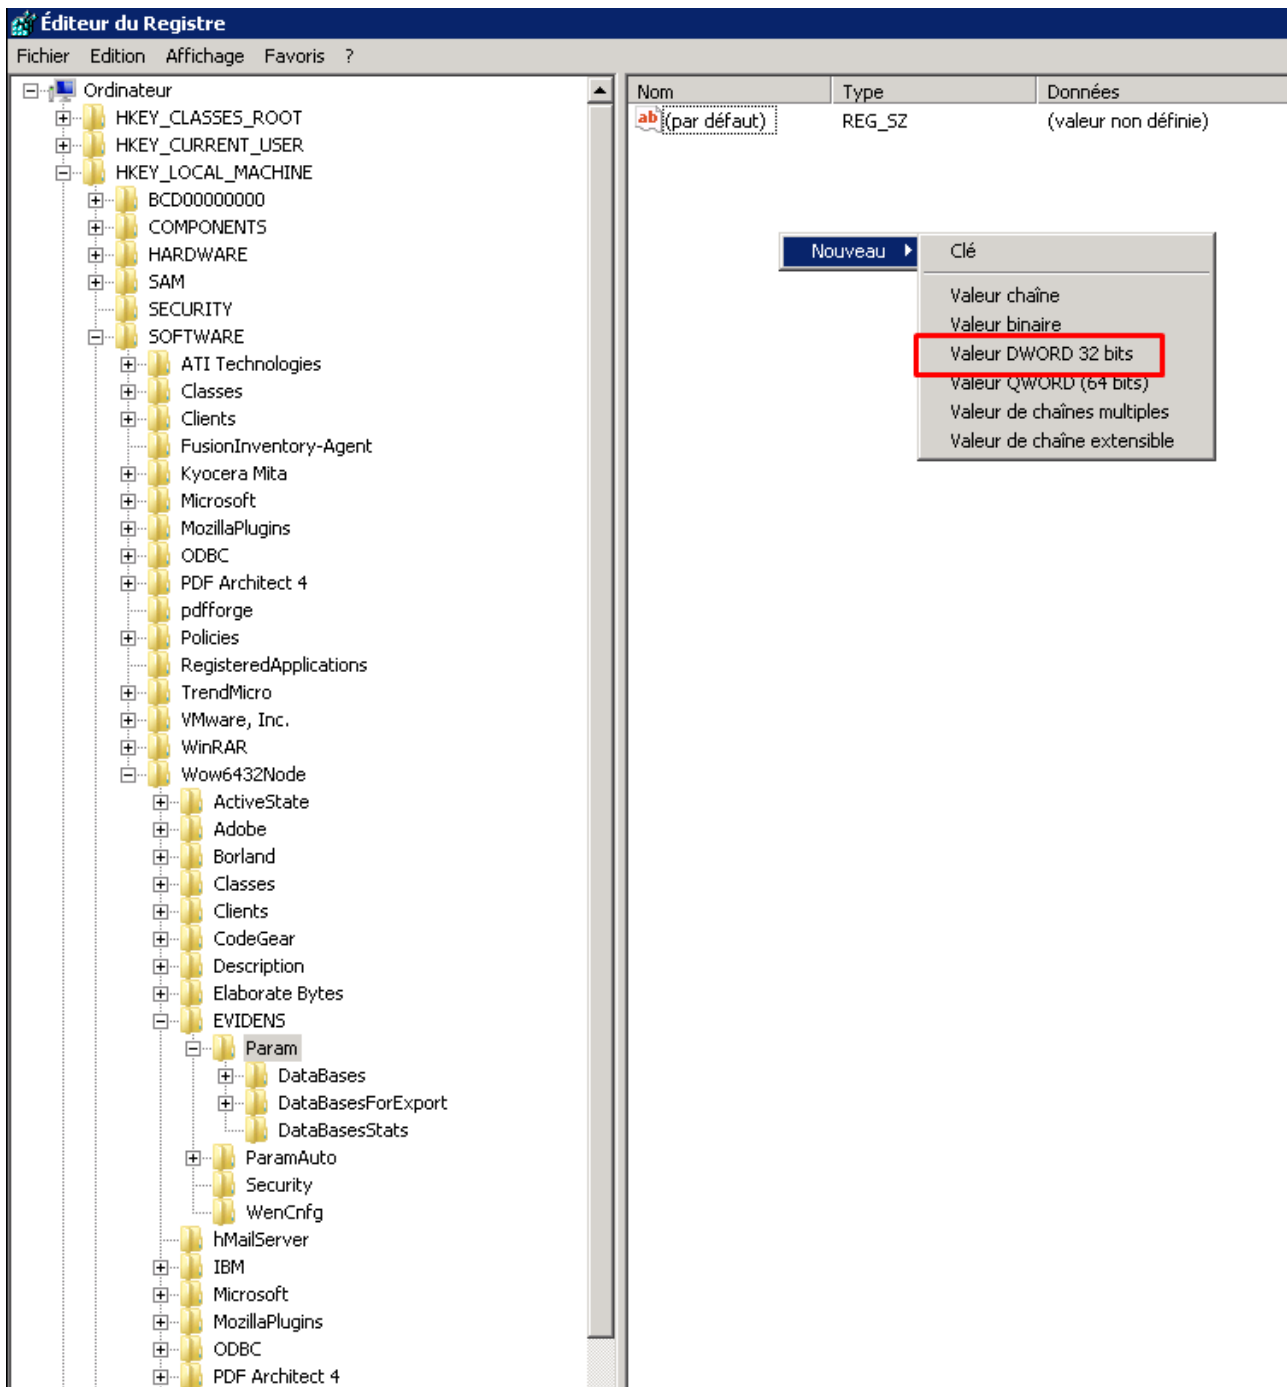 Éditeur du Registre
Fichier Edition Affichage Favoris ?
Ordinateur
HKEY_CLASSES_ROOT
HKEY_CURRENT_USER
HKEY_LOCAL_MACHINE
BCD00000000
COMPONENTS
HARDWARE
SAM
SECURITY
SOFTWARE
ATI Technologies
Classes
Clients
FusionInventory-Agent
Kyocera Mita
Microsoft
MozillaPlugins
ODBC
PDF Architect 4
pdfforge
Policies
RegisteredApplications
TrendMicro
VMware, Inc.
WinRAR
Wow6432Node
ActiveState
Adobe
Borland
Classes
Clients
CodeGear
Description
Elaborate Bytes
EVIDENS
Param
DataBases
DataBasesForExport
DataBasesStats
ParamAuto
Security
WenCnfg
hMailServer
IBM
Microsoft
MozillaPlugins
ODBC
PDF Architect 4
Nom Type Données
ab (par défaut) REG_SZ (valeur non définie)
Nouveau
Clé
Valeur chaîne
Valeur binaire
Valeur DWORD 32 bits
Valeur QWORD (64 bits)
Valeur de chaînes multiples
Valeur de chaîne extensible